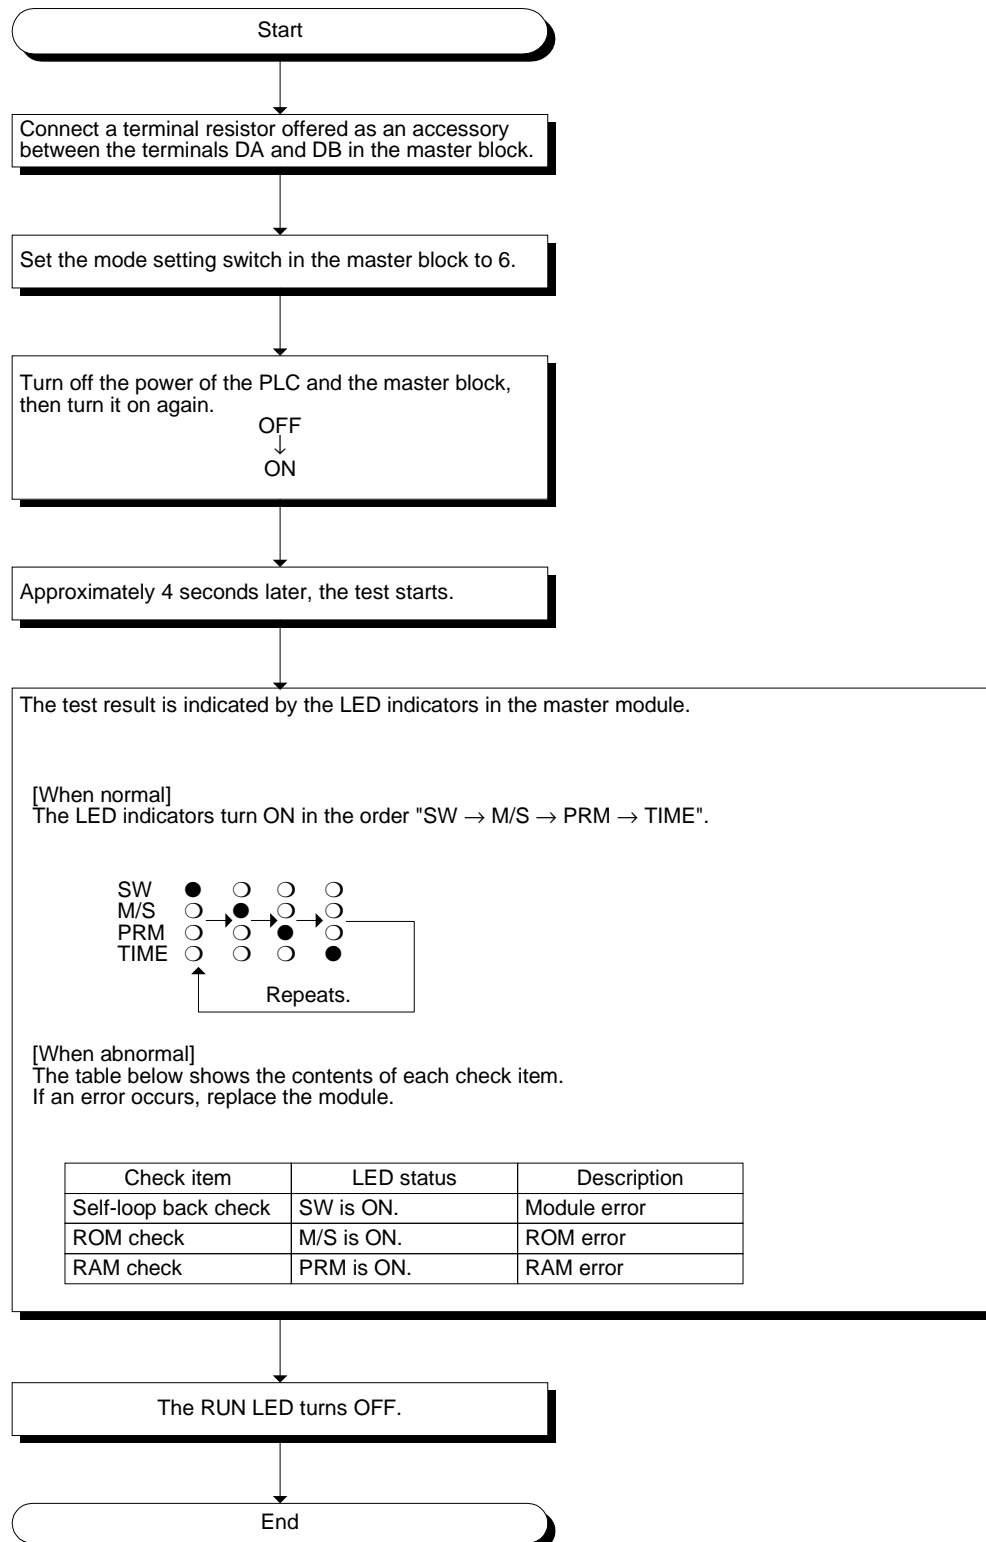 Start
Connect a terminal resistor offered as an accessory
between the terminals DA and DB in the master block.
Set the mode setting switch in the master block to 6.
Turn off the power of the PLC and the master block,
then turn it on again.
OFF
↓
ON
Approximately 4 seconds later, the test starts.
The test result is indicated by the LED indicators in the master module.
[When normal]
The LED indicators turn ON in the order "SW → M/S → PRM → TIME".
SW
M/S
PRM
TIME
Repeats.
[When abnormal]
The table below shows the contents of each check item.
If an error occurs, replace the module.
Check item LED status Description
Self-loop back check SW is ON. Module error
ROM check M/S is ON. ROM error
RAM check PRM is ON. RAM error
The RUN LED turns OFF.
End